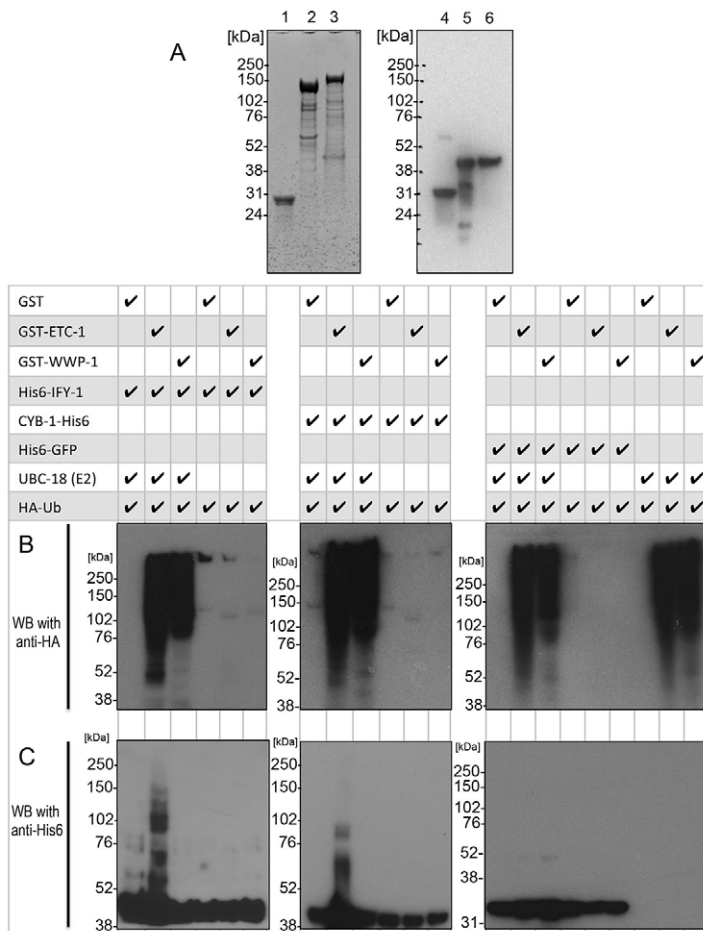 A
1 2 3
[kDa]
250-
150-
102-
76-
52-
38-
31-
24-
4 5 6
[kDa]
250-
150-
102-
76-
52-
38-
31-
24-
GST ✔ ✔ ✔ ✔ ✔
GST-ETC-1 ✔ ✔ ✔ ✔ ✔ ✔ ✔
GST-WWP-1 ✔ ✔ ✔ ✔ ✔ ✔ ✔
His6-IFY-1 ✔ ✔ ✔ ✔ ✔ ✔
CYB-1-His6 ✔ ✔ ✔ ✔ ✔ ✔
His6-GFP ✔ ✔ ✔ ✔ ✔ ✔
UBC-18 (E2) ✔ ✔ ✔ ✔ ✔ ✔ ✔ ✔ ✔ ✔ ✔ ✔
HA-Ub ✔ ✔ ✔ ✔ ✔ ✔ ✔ ✔ ✔ ✔ ✔ ✔ ✔ ✔ ✔ ✔ ✔ ✔ ✔ ✔ ✔
B
WB with
anti-HA
[kDa]
250-
150-
102-
76-
52-
38-
[kDa]
250-
150-
102-
76-
52-
38-
[kDa]
250-
150-
102-
76-
52-
38-
C
WB with
anti-His6
[kDa]
250-
150-
102-
76-
52-
38-
[kDa]
250-
150-
102-
76-
52-
38-
[kDa]
250-
150-
102-
76-
52-
38-
31-